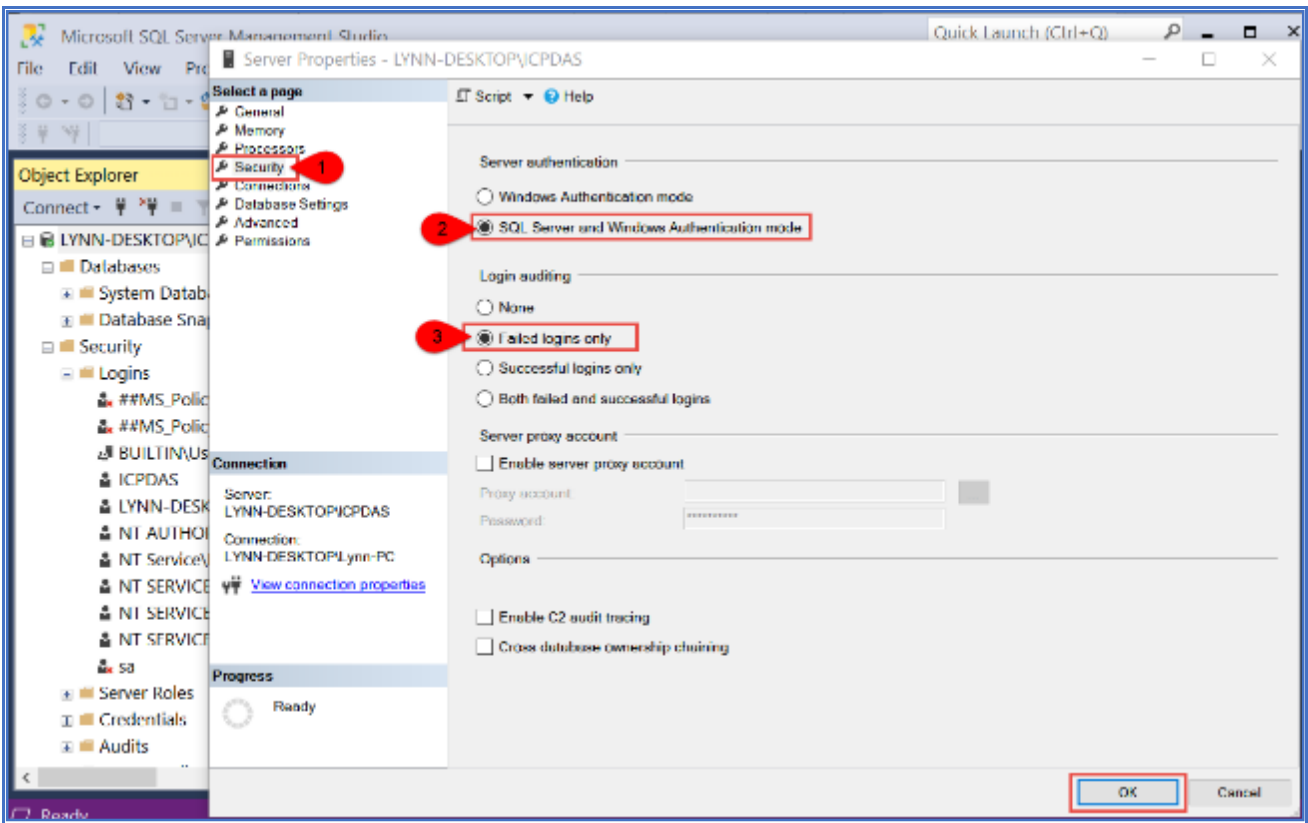 Microsoft SQL Server Management Studio
Quick Launch (Ctrl+Q)
File Edit View
Server Properties - LYNN-DESKTOP\ICPDAS
Select a page
General
Memory
Processors
Security
Connections
Database Settings
Advanced
Permissions
1
Script Help
Server authentication
Windows Authentication mode
2
SQL Server and Windows Authentication mode
Login auditing
None
3
Failed logins only
Successful logins only
Both failed and successful logins
Server proxy account
Enable server proxy account
Proxy account:
Password: **********
Options
Enable C2 audit tracing
Cross database ownership chaining
Connection
Server:
LYNN-DESKTOP\ICPDAS
Connection:
LYNN-DESKTOP\Lynn-PC
View connection properties
Progress
Ready
OK Cancel
Object Explorer
Connect
LYNN-DESKTOP\IC
Databases
System Datab
Database Snap
Security
Logins
##MS_Polic
##MS_Polic
BUILTIN\Us
ICPDAS
LYNN-DESK
NT AUTHO
NT Service\
NT SERVICE
NT SERVICE
NT SERVICE
sa
Server Roles
Credentials
Audits
Ready